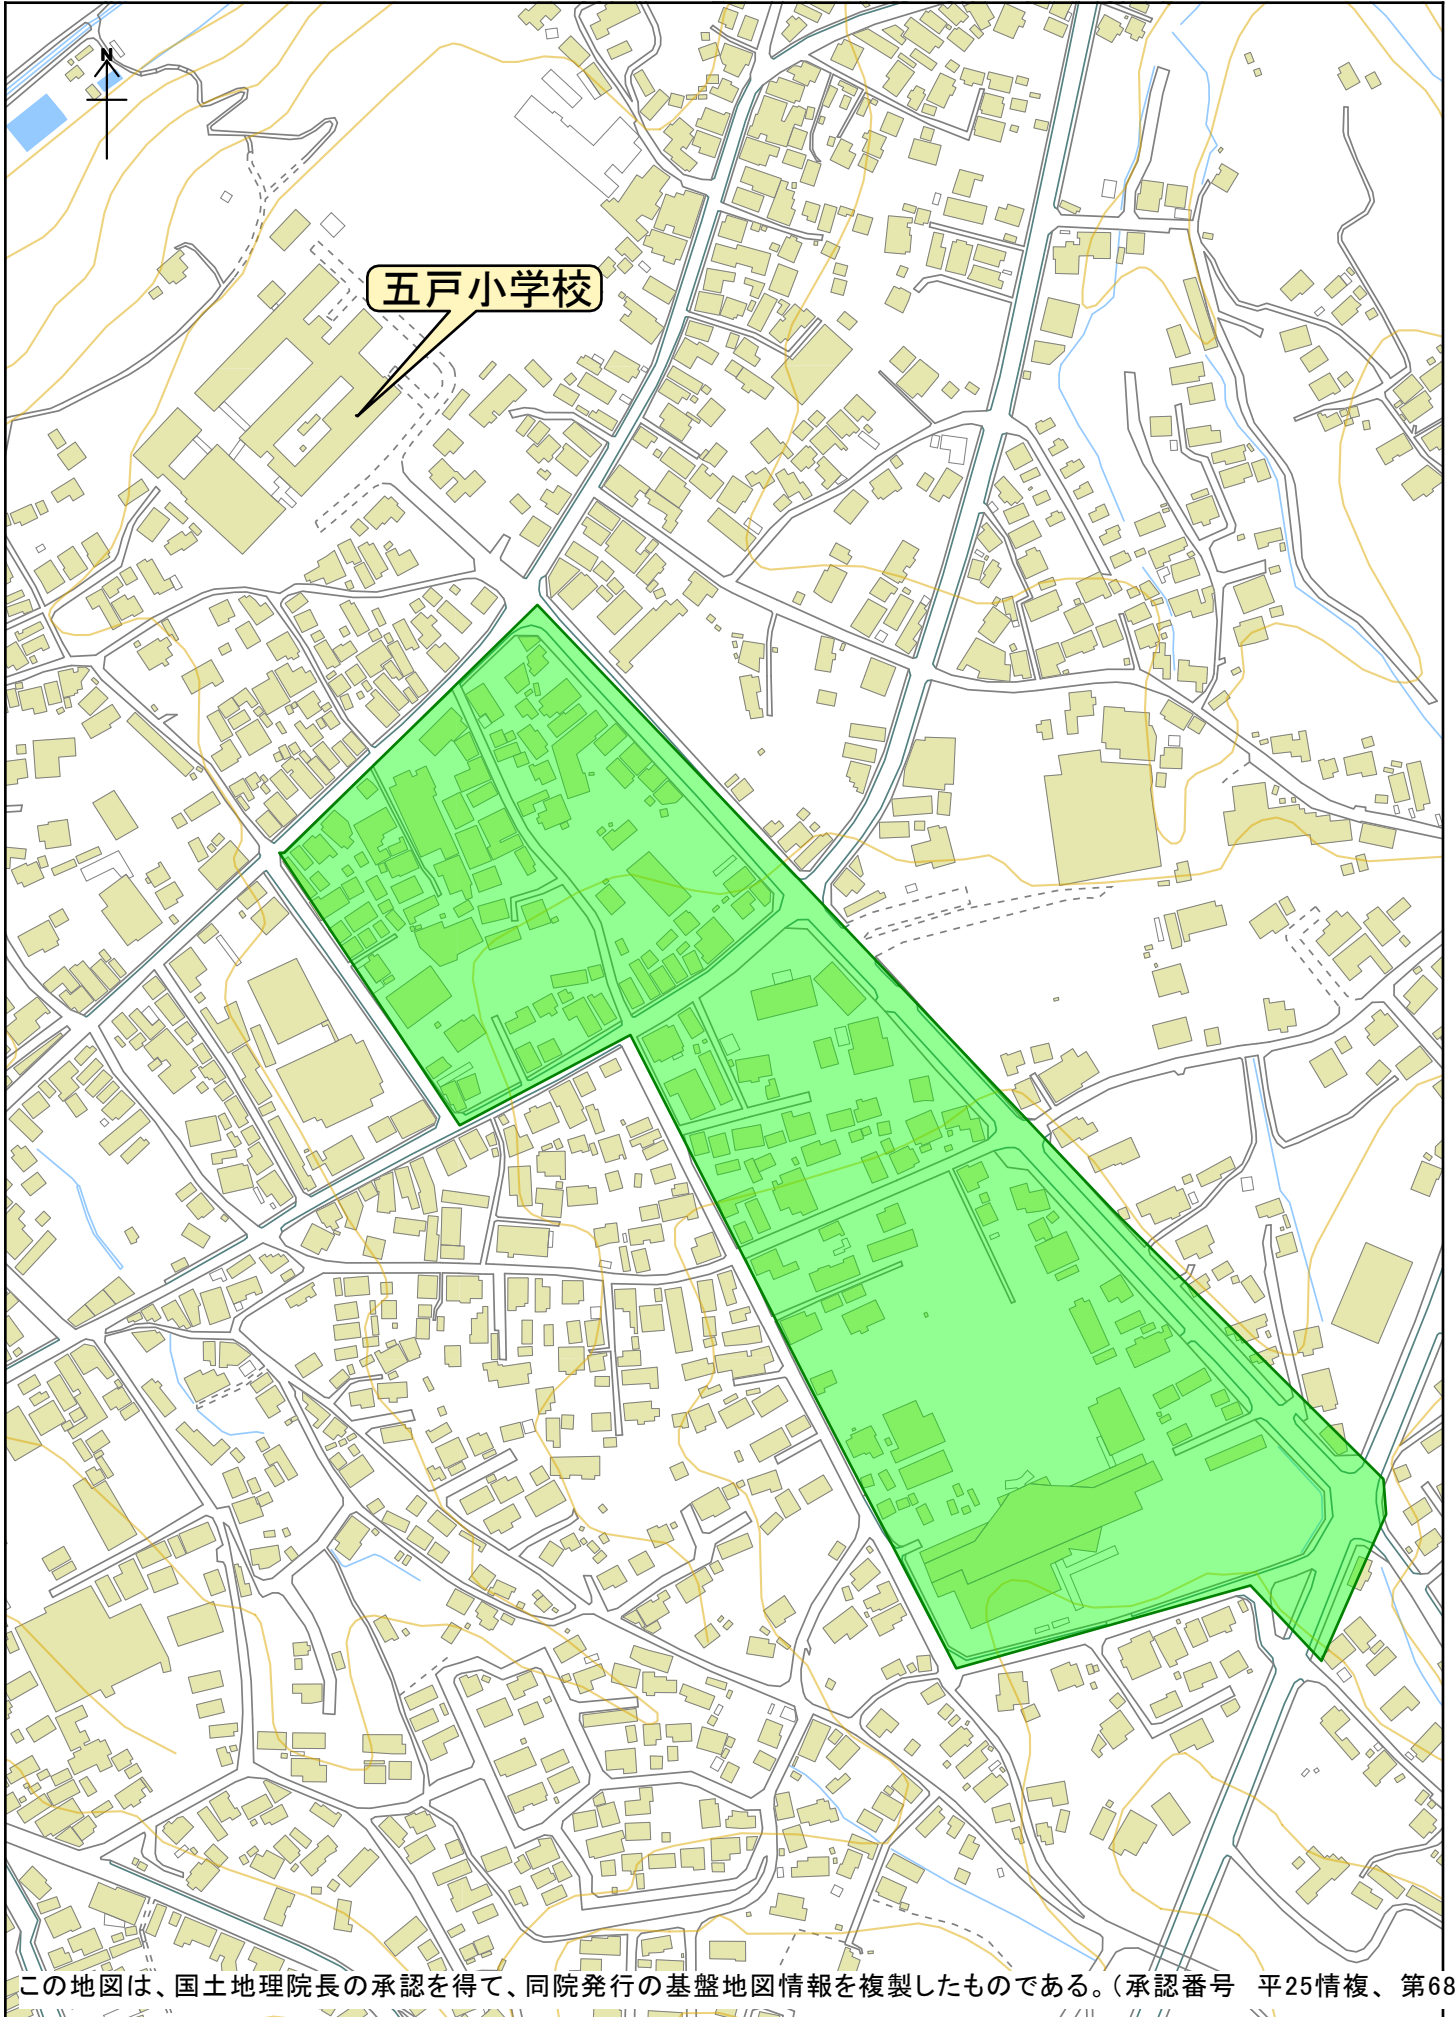 N
五戸小学校
この地図は、国土地理院長の承認を得て、同院発行の基盤地図情報を複製したものである。（承認番号　平25情複、第68